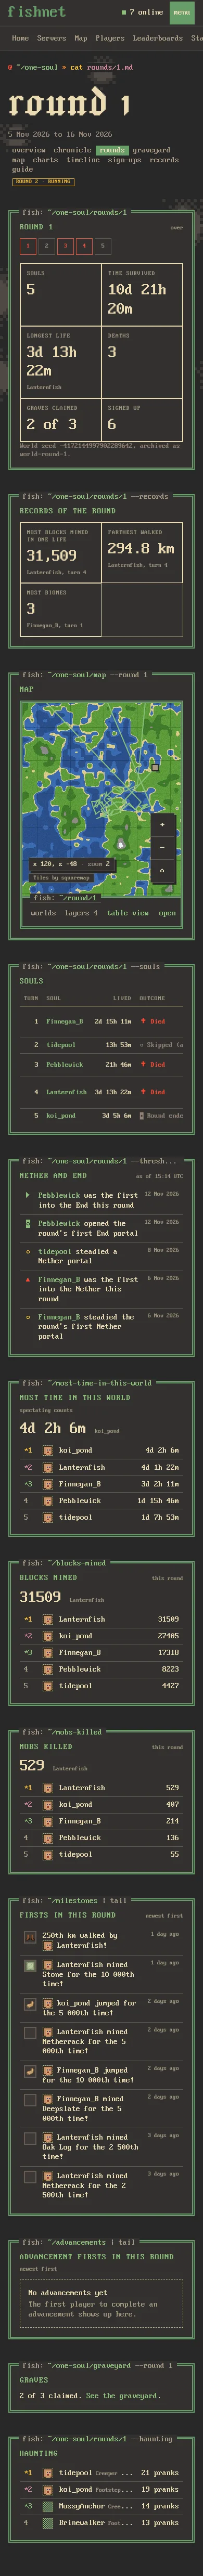 fishnet
7 online
menu
Home Servers Map Players Leaderboards Sta
@ ~/one-soul » cat rounds/1.md
round 1
5 Nov 2026 to 16 Nov 2026
overview chronicle rounds graveyard
map charts timeline sign-ups records
guide
ROUND 2 RUNNING
fish: ~/one-soul/rounds/1
ROUND 1
over
1 2 3 4 5
SOULS
5
TIME SURVIVED
10d 21h
20m
LONGEST LIFE
3d 13h
22m
Lanternfish
DEATHS
3
GRAVES CLAIMED
2 of 3
SIGNED UP
6
World seed -4172144997902289642, archived as
world-round-1.
fish: ~/one-soul/rounds/1 --records
RECORDS OF THE ROUND
MOST BLOCKS MINED
IN ONE LIFE
31,509
Lanternfish, turn 4
FARTHEST WALKED
294.8 km
Lanternfish, turn 4
MOST BIOMES
3
Finnegan_B, turn 1
fish: ~/one-soul/map --round 1
MAP
+
−
x 120, z -48 zoom 2
Tiles by squaremap
fish: ~/round/1
worlds layers 4 table view open
fish: ~/one-soul/rounds/1 --souls
SOULS
TURN SOUL LIVED OUTCOME
1 Finnegan_B 2d 15h 11m Died
2 tidepool 13h 53m Skipped (a
3 Pebblewick 21h 46m Died
4 Lanternfish 3d 13h 22m Died
5 koi_pond 3d 5h 6m Round ende
fish: ~/one-soul/rounds/1 --thresh...
NETHER AND END
as of 15:14 UTC
Pebblewick was the first
into the End this round
12 Nov 2026
Pebblewick opened the
round's first End portal
12 Nov 2026
tidepool steadied a
Nether portal
8 Nov 2026
Finnegan_B was the first
into the Nether this
round
6 Nov 2026
Finnegan_B steadied the
round's first Nether
portal
6 Nov 2026
fish: ~/most-time-in-this-world
MOST TIME IN THIS WORLD
spectating counts
4d 2h 6m koi_pond
*1 koi_pond 4d 2h 6m
*2 Lanternfish 4d 1h 22m
*3 Finnegan_B 3d 2h 11m
4 Pebblewick 1d 15h 46m
5 tidepool 1d 7h 53m
fish: ~/blocks-mined
BLOCKS MINED
this round
31509 Lanternfish
*1 Lanternfish 31509
*2 koi_pond 27405
*3 Finnegan_B 17318
4 Pebblewick 8223
5 tidepool 4427
fish: ~/mobs-killed
MOBS KILLED
this round
529 Lanternfish
*1 Lanternfish 529
*2 koi_pond 407
*3 Finnegan_B 214
4 Pebblewick 136
5 tidepool 55
fish: ~/milestones | tail
FIRSTS IN THIS ROUND
newest first
250th km walked by
Lanternfish!
1 day ago
Lanternfish mined
Stone for the 10 000th
time!
1 day ago
koi_pond jumped for
the 5 000th time!
2 days ago
Lanternfish mined
Netherrack for the 5
000th time!
2 days ago
Finnegan_B jumped
for the 10 000th time!
2 days ago
Finnegan_B mined
Deepslate for the 5
000th time!
2 days ago
Lanternfish mined
Oak Log for the 2 500th
time!
3 days ago
Lanternfish mined
Netherrack for the 2
500th time!
3 days ago
fish: ~/advancements | tail
ADVANCEMENT FIRSTS IN THIS ROUND
newest first
No advancements yet
The first player to complete an
advancement shows up here.
fish: ~/one-soul/graveyard --round 1
GRAVES
2 of 3 claimed. See the graveyard.
fish: ~/one-soul/rounds/1 --haunting
HAUNTING
*1 tidepool Creeper ... 21 pranks
*2 koi_pond Footstep... 19 pranks
*3 MossyAnchor Cree... 14 pranks
4 Brinewalker Foot... 13 pranks